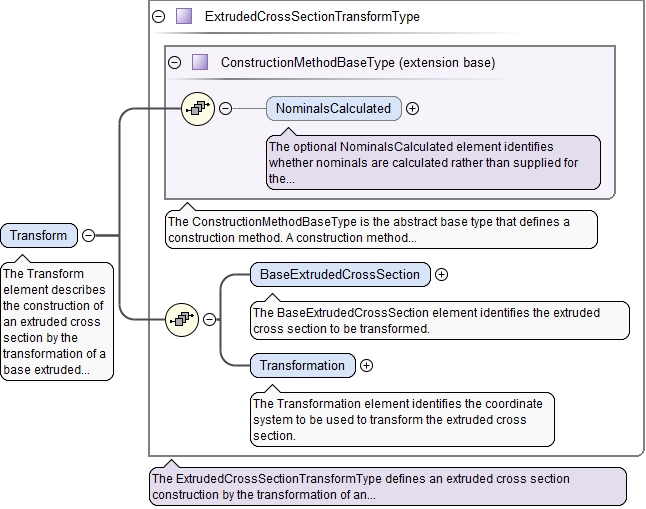 ExtrudedCrossSectionTransformType
ConstructionMethodBaseType (extension base)
NominalsCalculated
The optional NominalsCalculated element identifies
whether nominals are calculated rather than supplied for
the...
The ConstructionMethodBaseType is the abstract base type that defines a
construction method. A construction method...
Transform
The Transform
element describes
the construction of
an extruded cross
section by the
transformation of a
base extruded...
BaseExtrudedCrossSection
The BaseExtrudedCrossSection element identifies the extruded
cross section to be transformed.
Transformation
The Transformation element identifies the coordinate
system to be used to transform the extruded cross
section.
The ExtrudedCrossSectionTransformType defines an extruded cross section
construction by the transformation of an...